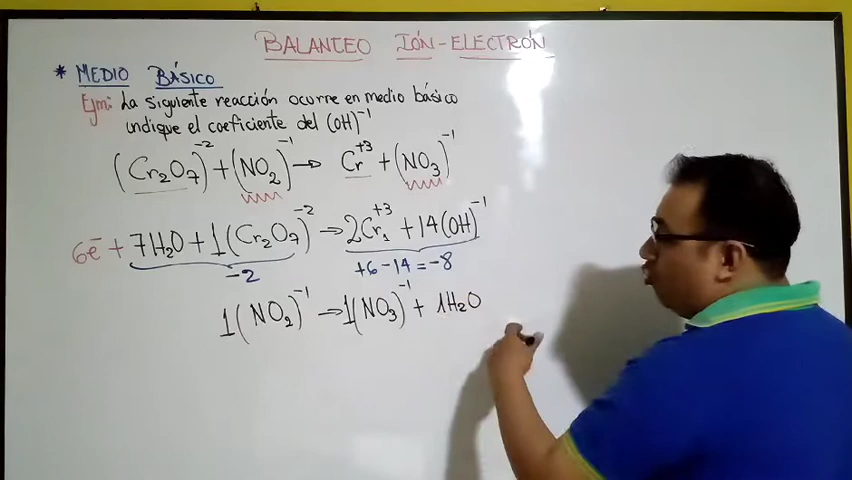 BALANCEO IÓN-ELECTRÓN
* MEDIO BÁSICO
Ejm: La siguiente reacción ocurre en medio básico
indique el coeficiente del (OH)⁻¹
(Cr₂O₇)⁻² + (NO₂)⁻¹ → Cr⁺³ + (NO₃)⁻¹
6e⁻ + 7H₂O + 1(Cr₂O₇)⁻² → 2Cr₁⁺³ + 14(OH)⁻¹
-2 +6-14=-8
1(NO₂)⁻¹ → 1(NO₃)⁻¹ + 1H₂O